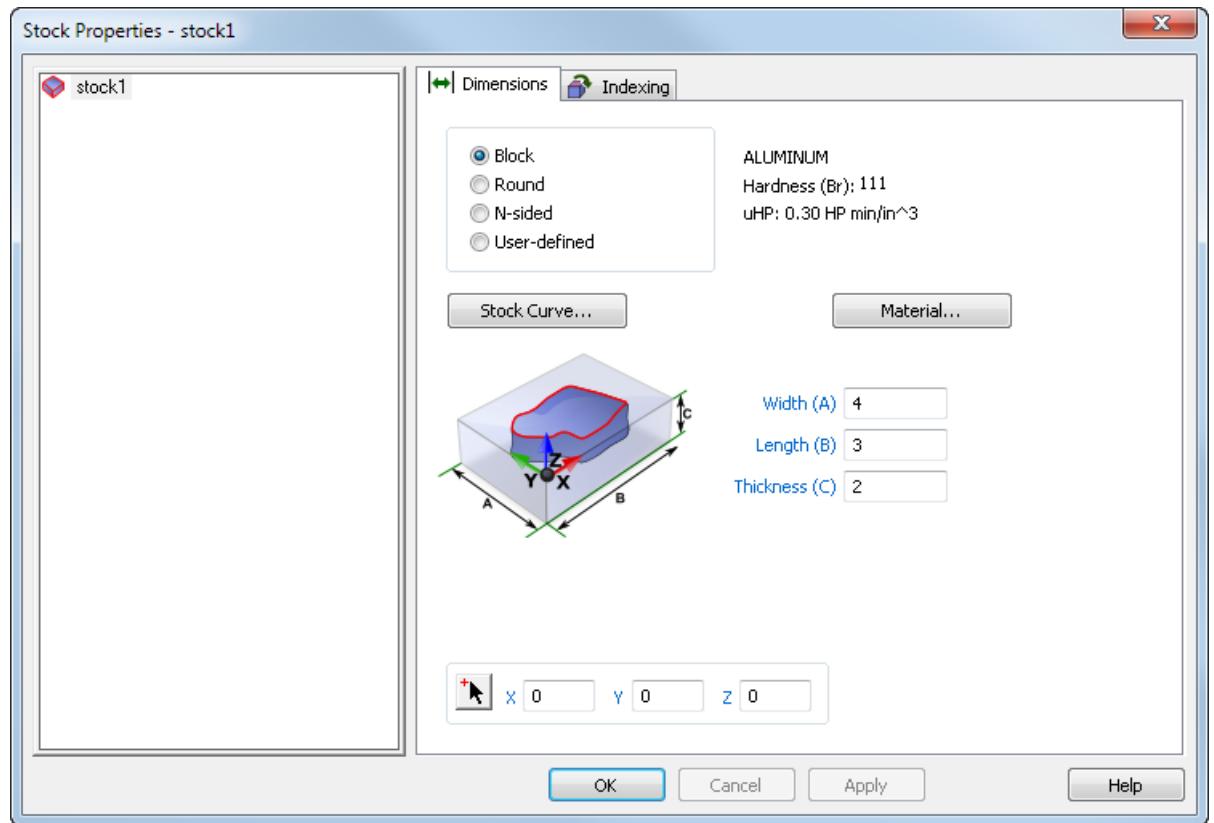 Stock Properties - stock1
stock1
Dimensions
Indexing
Block
Round
N-sided
User-defined
ALUMINUM
Hardness (Br): 111
uHP: 0.30 HP min/in^3
Stock Curve...
Material...
C
Z
Y
X
A
B
Width (A) 4
Length (B) 3
Thickness (C) 2
X 0 Y 0 Z 0
OK Cancel Apply Help